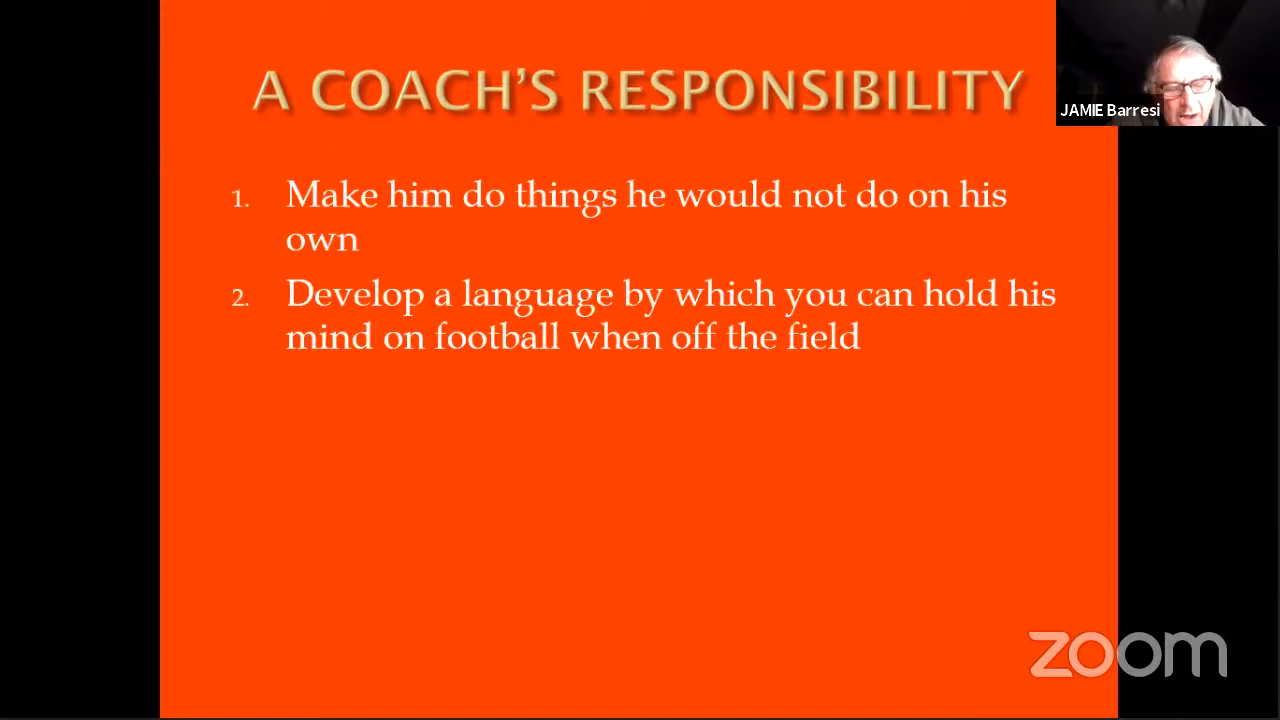 A COACH'S RESPONSIBILITY
JAMIE Barresi
1. Make him do things he would not do on his
own
2. Develop a language by which you can hold his
mind on football when off the field
zoom